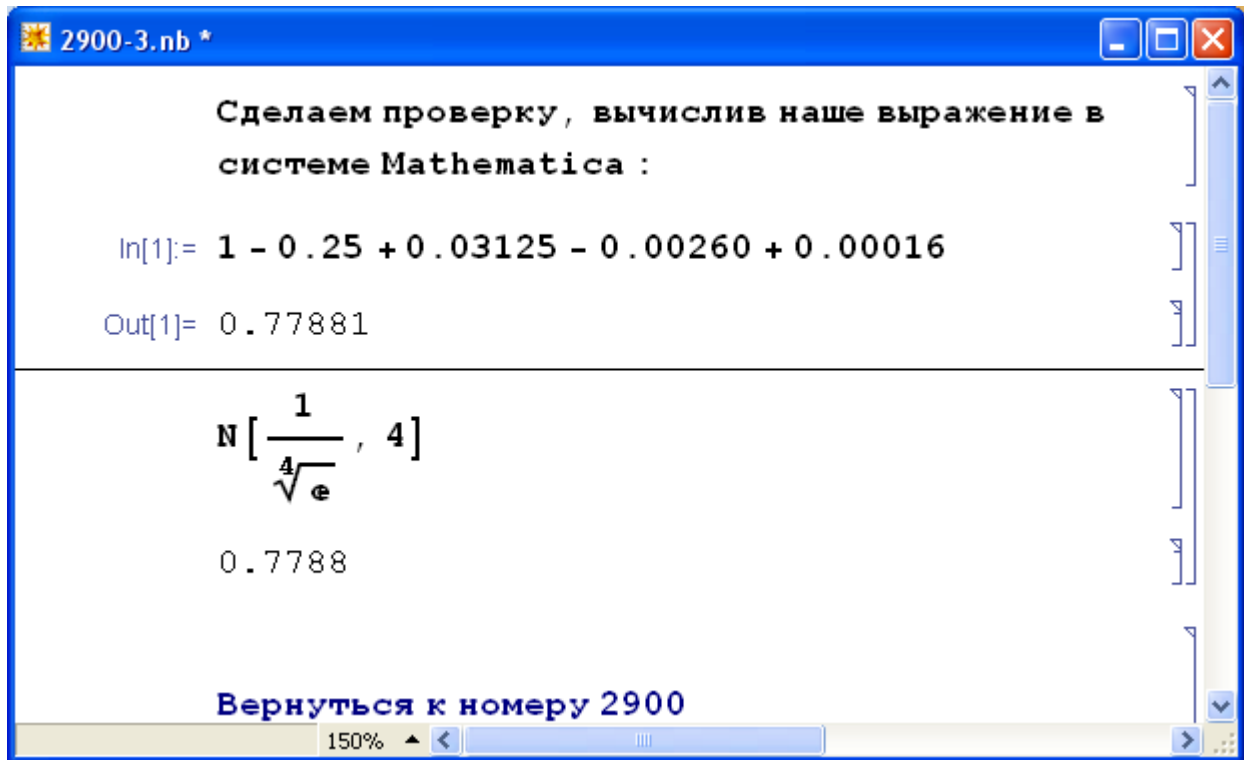 2900-3.nb *
Сделаем проверку, вычислив наше выражение в
системе Mathematica :
In[1]:= 1 - 0.25 + 0.03125 - 0.00260 + 0.00016
Out[1]= 0.77881
N[1/∜ⅇ, 4]
0.7788
Вернуться к номеру 2900
150%